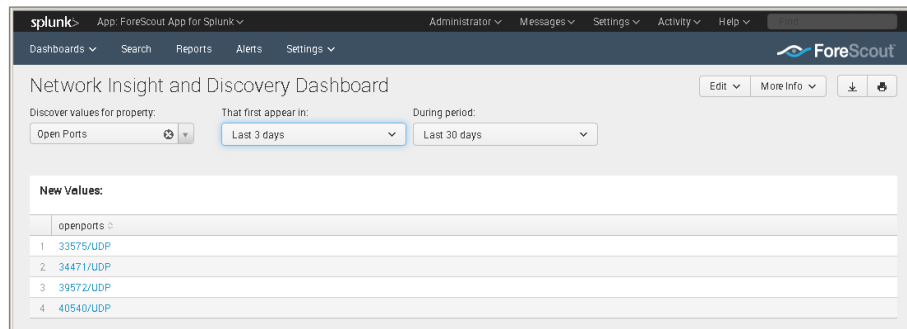 splunk> App: ForeScout App for Splunk Administrator Messages Settings Activity Help Find
Dashboards Search Reports Alerts Settings ForeScout
Network Insight and Discovery Dashboard Edit More Info
Discover values for property: That first appear in: During period:
Open Ports Last 3 days Last 30 days
New Values:
openports
1 33575/UDP
2 34471/UDP
3 39572/UDP
4 40540/UDP